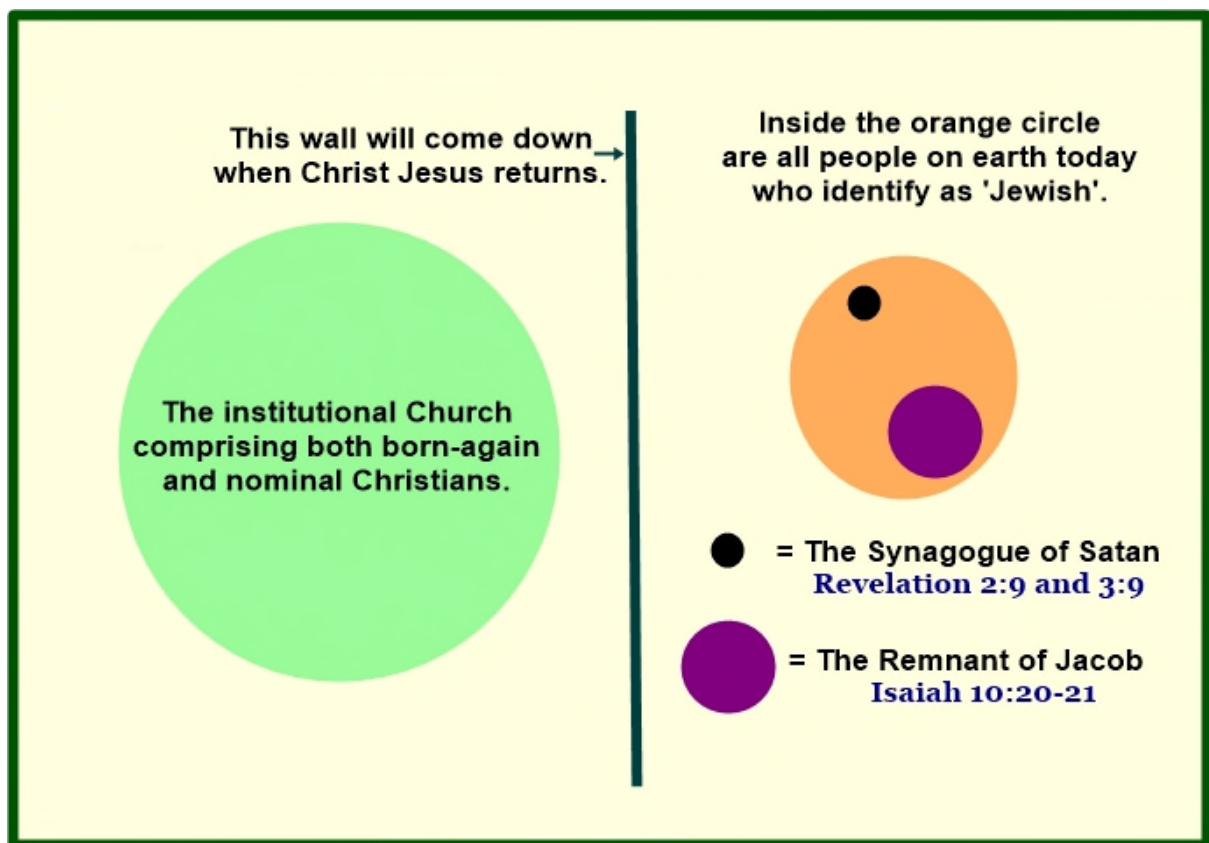 This wall will come down
when Christ Jesus returns.
Inside the orange circle
are all people on earth today
who identify as 'Jewish'.
The institutional Church
comprising both born-again
and nominal Christians.
= The Synagogue of Satan
Revelation 2:9 and 3:9
= The Remnant of Jacob
Isaiah 10:20-21